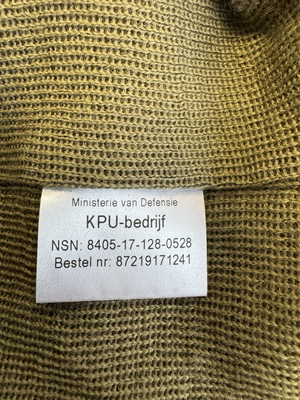 Ministerie van Defensie
KPU-bedrijf
NSN: 8405-17-128-0528
Bestel nr: 87219171241